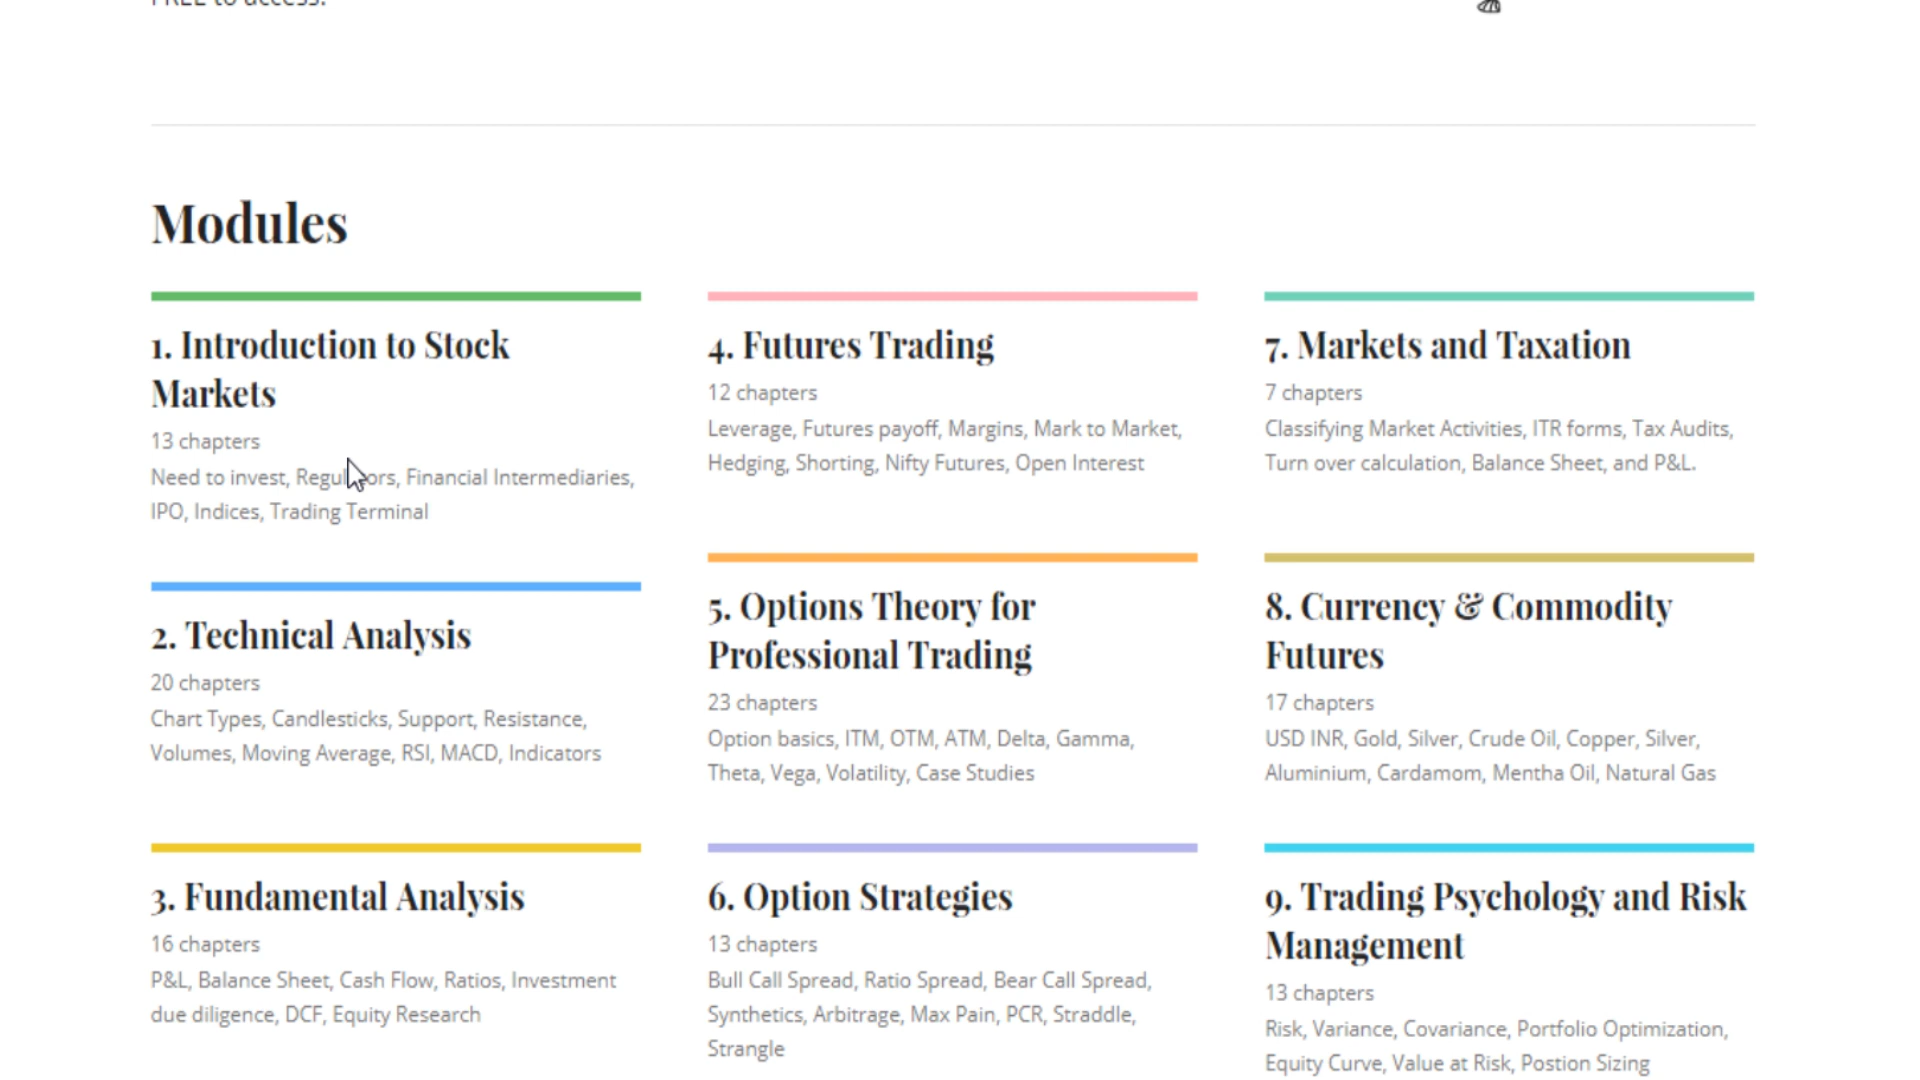 FREE to access.
Modules
1. Introduction to Stock
Markets
13 chapters
Need to invest, Regulators, Financial Intermediaries,
IPO, Indices, Trading Terminal
2. Technical Analysis
20 chapters
Chart Types, Candlesticks, Support, Resistance,
Volumes, Moving Average, RSI, MACD, Indicators
3. Fundamental Analysis
16 chapters
P&L, Balance Sheet, Cash Flow, Ratios, Investment
due diligence, DCF, Equity Research
4. Futures Trading
12 chapters
Leverage, Futures payoff, Margins, Mark to Market,
Hedging, Shorting, Nifty Futures, Open Interest
5. Options Theory for
Professional Trading
23 chapters
Option basics, ITM, OTM, ATM, Delta, Gamma,
Theta, Vega, Volatility, Case Studies
6. Option Strategies
13 chapters
Bull Call Spread, Ratio Spread, Bear Call Spread,
Synthetics, Arbitrage, Max Pain, PCR, Straddle,
Strangle
7. Markets and Taxation
7 chapters
Classifying Market Activities, ITR forms, Tax Audits,
Turn over calculation, Balance Sheet, and P&L.
8. Currency & Commodity
Futures
17 chapters
USD INR, Gold, Silver, Crude Oil, Copper, Silver,
Aluminium, Cardamom, Mentha Oil, Natural Gas
9. Trading Psychology and Risk
Management
13 chapters
Risk, Variance, Covariance, Portfolio Optimization,
Equity Curve, Value at Risk, Postion Sizing